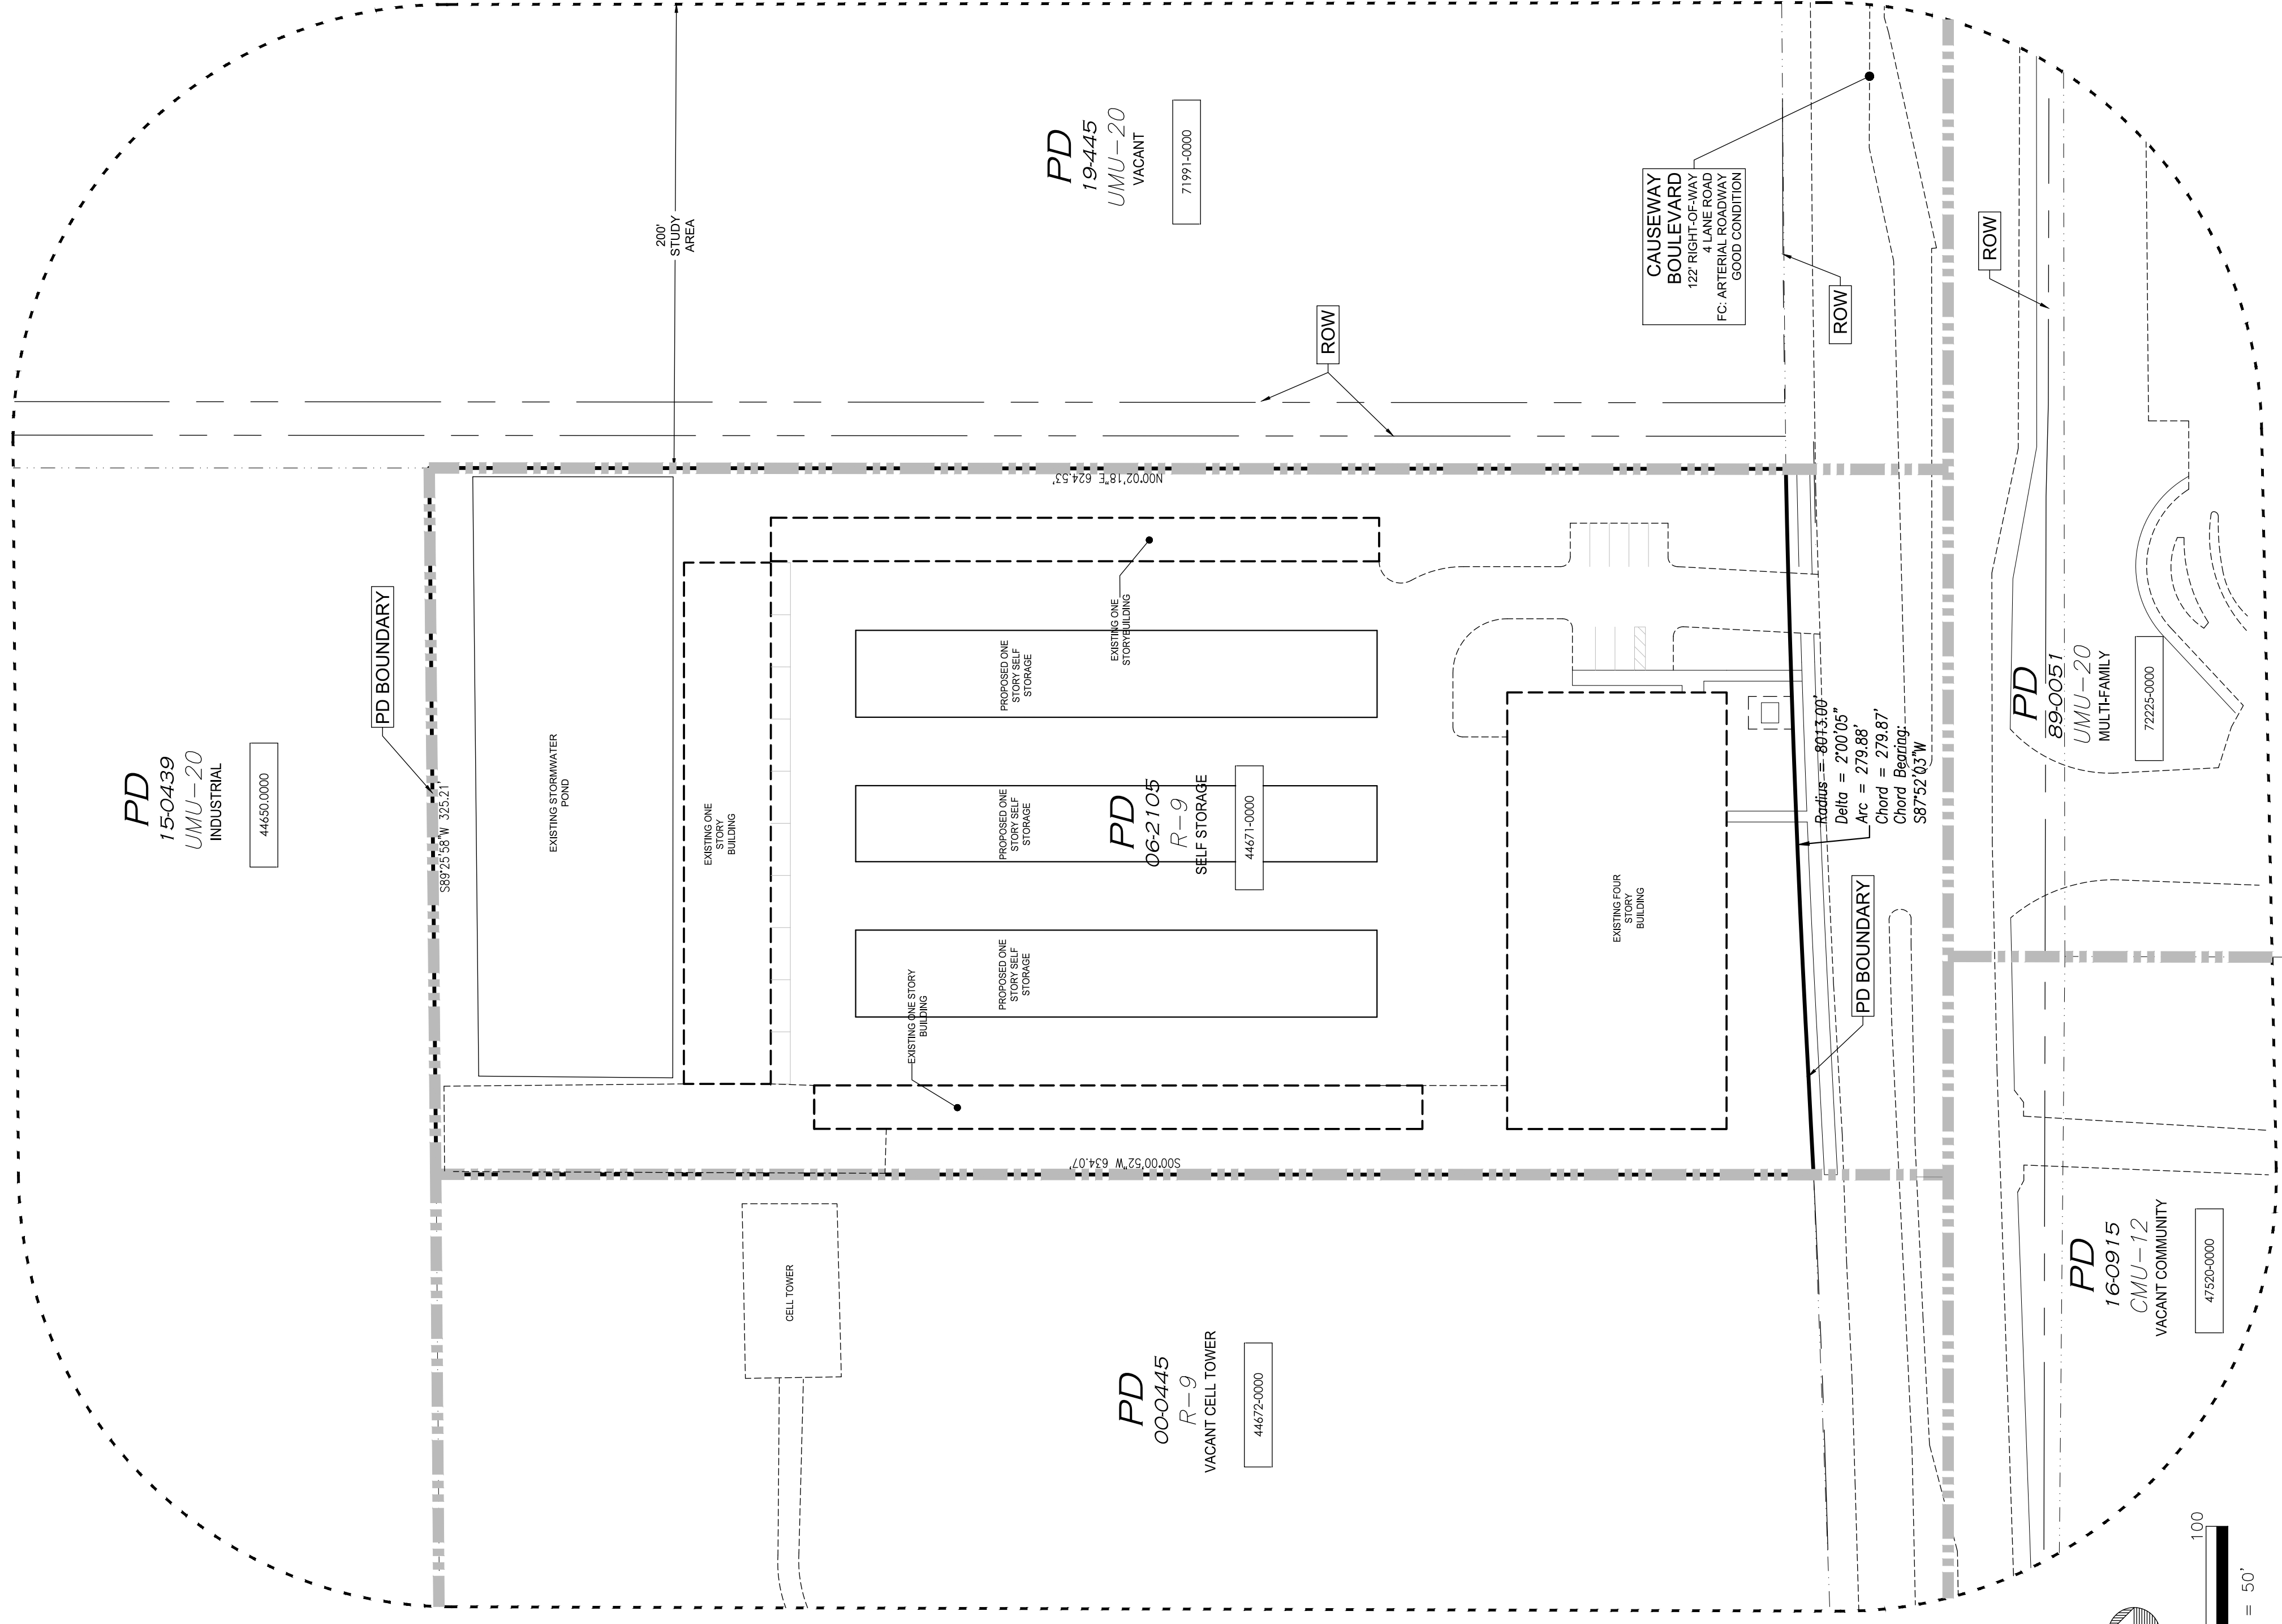 PD
15-0439
UMU-20
INDUSTRIAL
44650.0000
PD BOUNDARY
S89°25'58"W 325.21'
200'
STUDY
AREA
PD
19-445
UMU-20
VACANT
71991-0000
ROW
CAUSEWAY
BOULEVARD
122' RIGHT-OF-WAY
4 LANE ROAD
FC: ARTERIAL ROADWAY
GOOD CONDITION
ROW
ROW
N00°02'18"E 624.53'
EXISTING STORMWATER
POND
EXISTING ONE
STORY
BUILDING
EXISTING ONE
STORYBUILDING
PROPOSED ONE
STORY SELF
STORAGE
PROPOSED ONE
STORY SELF
STORAGE
PROPOSED ONE
STORY SELF
STORAGE
EXISTING ONE STORY
BUILDING
PD
06-2105
R-9
SELF STORAGE
44671-0000
EXISTING FOUR
STORY
BUILDING
S00°00'52"W 634.07'
Radius = 8013.00'
Delta = 2°00'05"
Arc = 279.88'
Chord = 279.87'
Chord Bearing:
S87°52'03"W
PD BOUNDARY
PD
89-0051
UMU-20
MULTI-FAMILY
72225-0000
CELL TOWER
PD
00-0445
R-9
VACANT CELL TOWER
44672-0000
PD
16-0915
CMU-12
VACANT COMMUNITY
47520-0000
100
= 50'